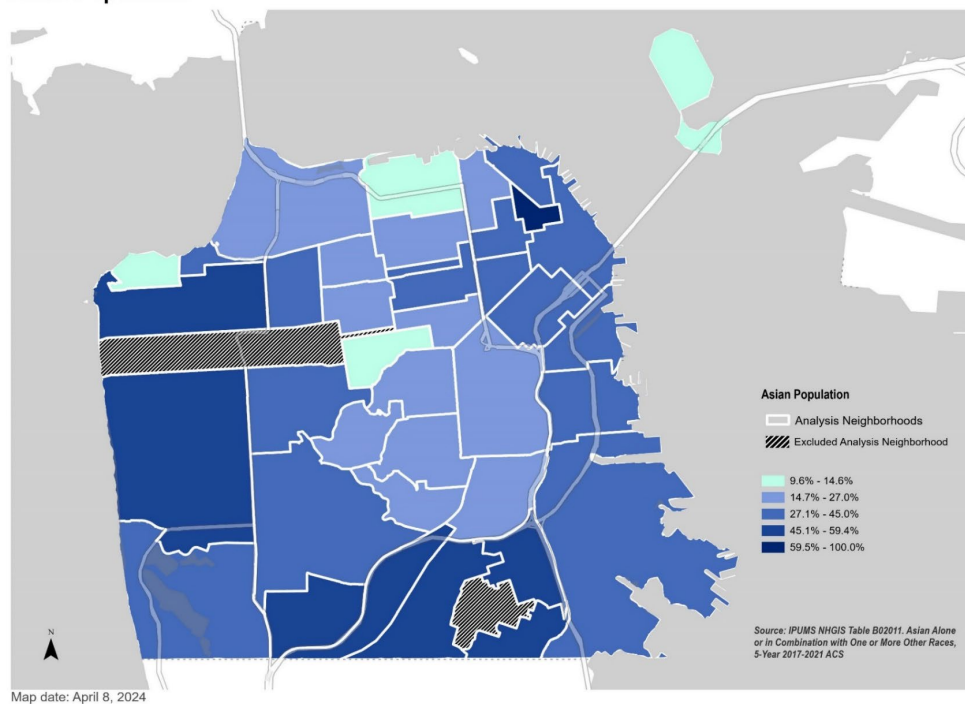 Asian Population
Analysis Neighborhoods
Excluded Analysis Neighborhood
9.6% - 14.6%
14.7% - 27.0%
27.1% - 45.0%
45.1% - 59.4%
59.5% - 100.0%
N
Source: IPUMS NHGIS Table B02011. Asian Alone
or in Combination with One or More Other Races,
5-Year 2017-2021 ACS
Map date: April 8, 2024